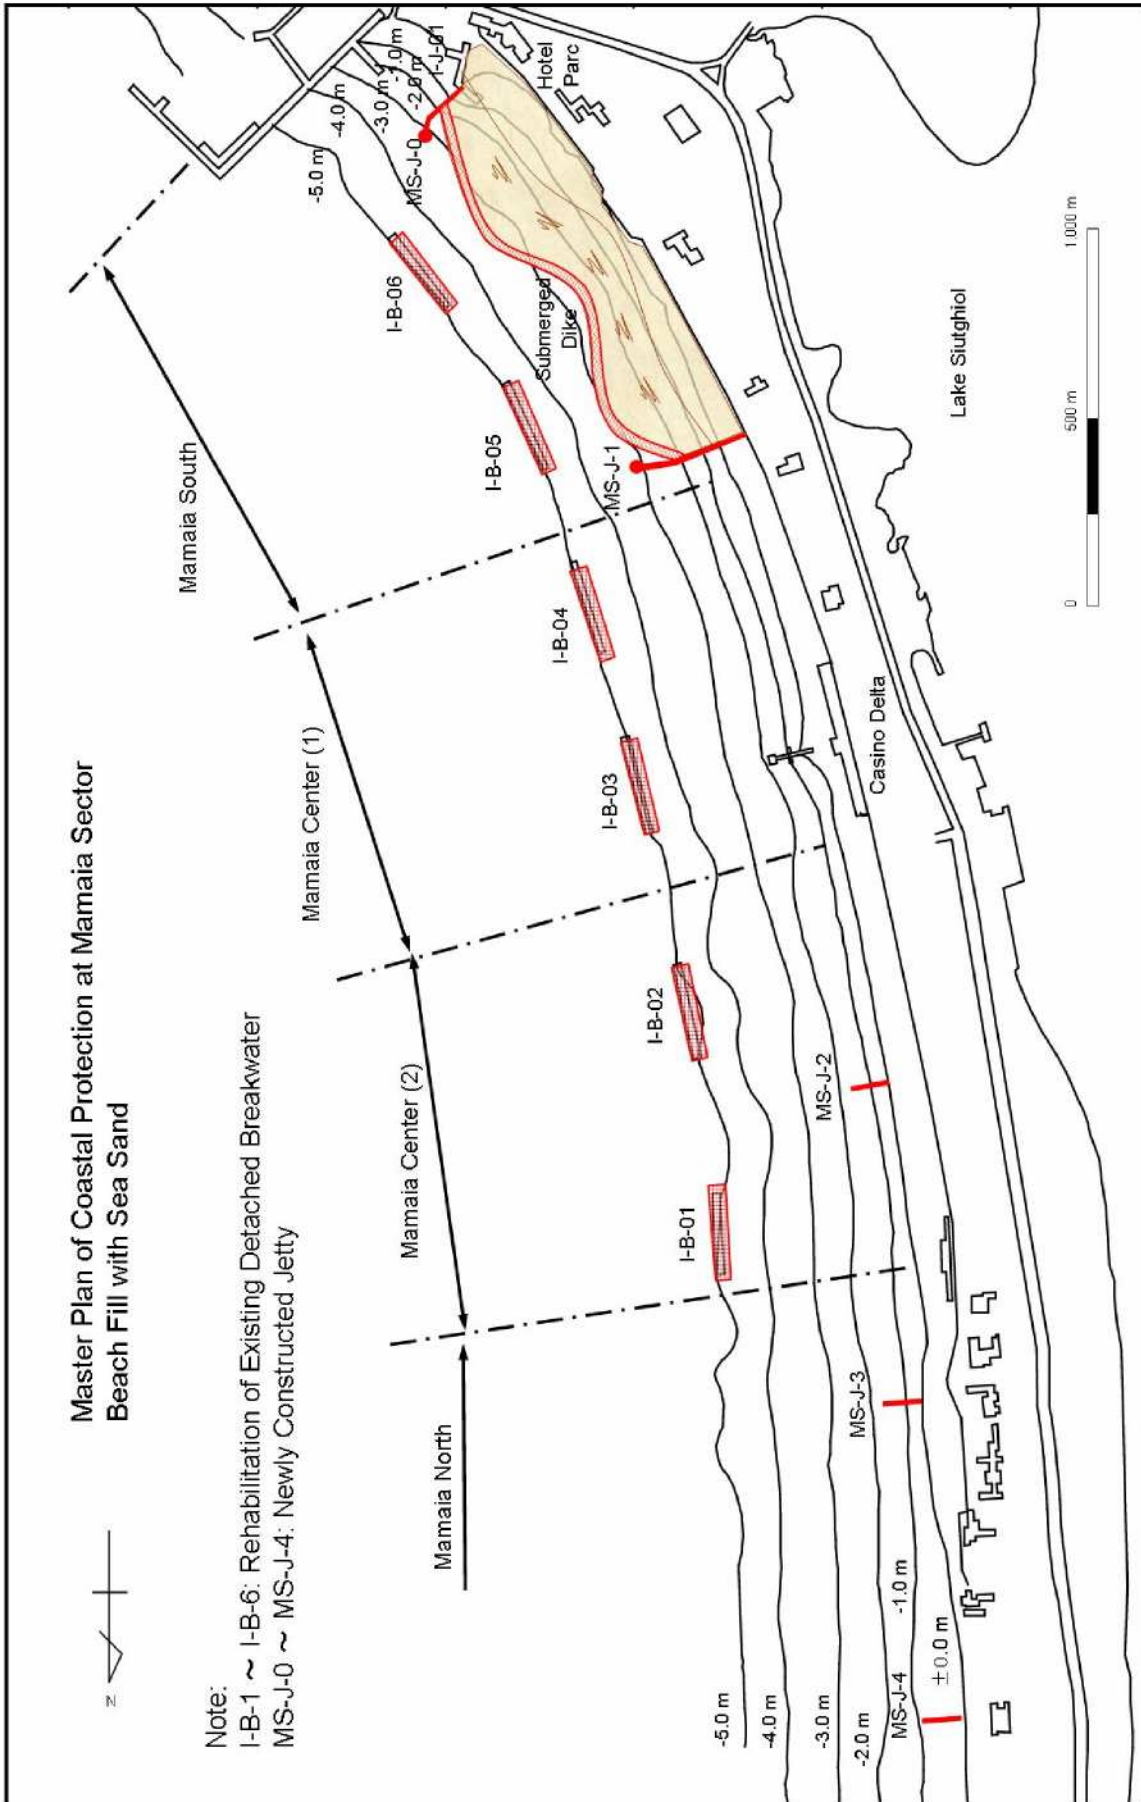 Master Plan of Coastal Protection at Mamaia Sector
Beach Fill with Sea Sand
N
Note:
I-B-1 ~ I-B-6: Rehabilitation of Existing Detached Breakwater
MS-J-0 ~ MS-J-4: Newly Constructed Jetty
Mamaia North
Mamaia Center (2)
Mamaia Center (1)
Mamaia South
I-B-01
I-B-02
I-B-03
I-B-04
I-B-05
I-B-06
-5.0 m
-4.0 m
-3.0 m
-2.0 m
-1.0 m
I-J-01
MS-J-0
Submerged
Dike
MS-J-1
Hotel
Parc
MS-J-2
MS-J-3
MS-J-4
-5.0 m
-4.0 m
-3.0 m
-2.0 m
-1.0 m
±0.0 m
Casino Delta
Lake Siutghiol
0
500 m
1.000 m